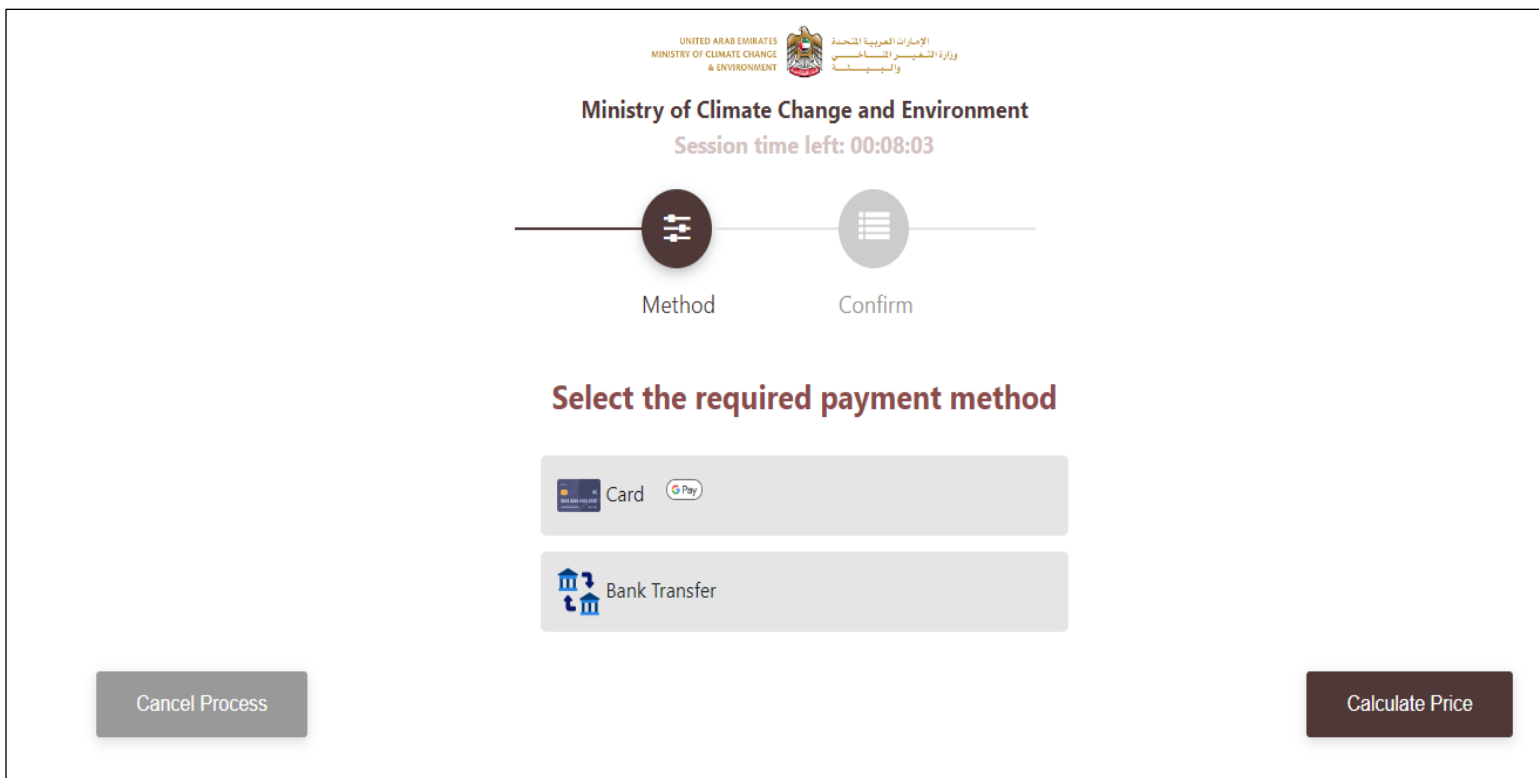 UNITED ARAB EMIRATES
MINISTRY OF CLIMATE CHANGE
& ENVIRONMENT
الإمارات العربية المتحدة
وزارة التغيير المناخي
والبيئة
Ministry of Climate Change and Environment
Session time left: 00:08:03
Method
Confirm
Select the required payment method
Card
G Pay
Bank Transfer
Cancel Process
Calculate Price